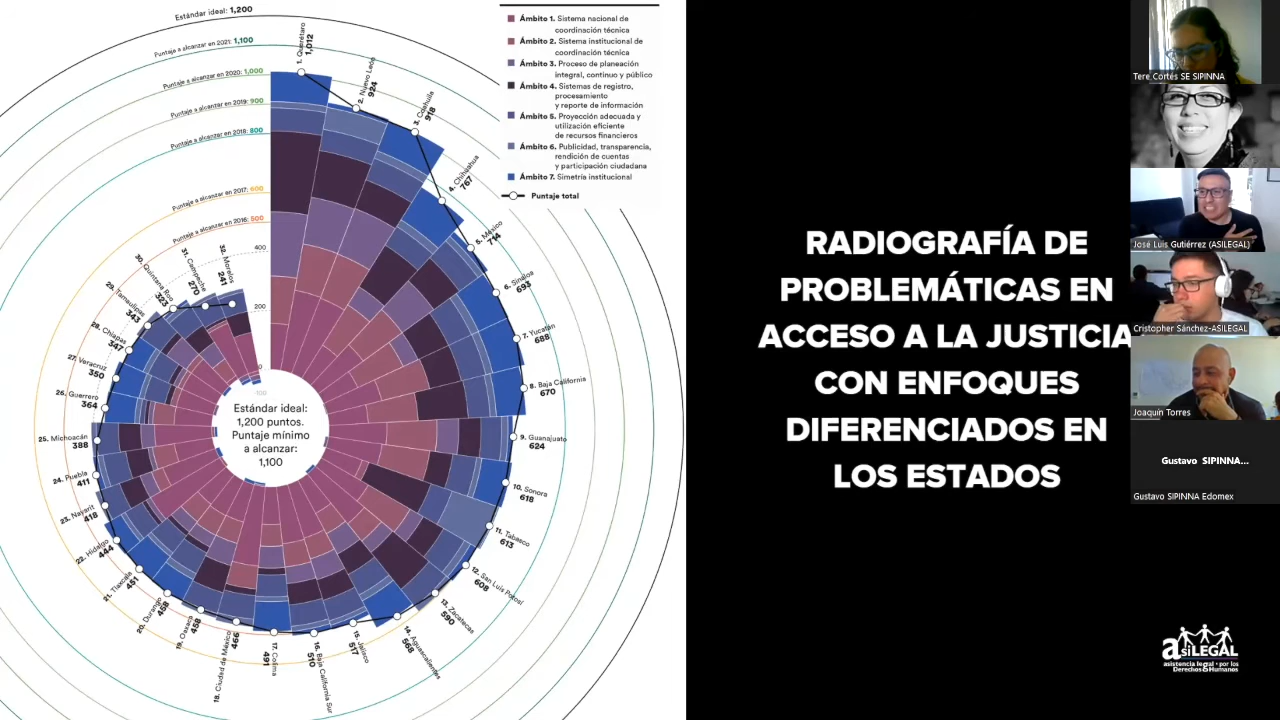 Estándar ideal: 1,200
Puntaje a alcanzar en 2021: 1,100
Puntaje a alcanzar en 2020: 1,000
Puntaje a alcanzar en 2019: 900
Puntaje a alcanzar en 2018: 800
Puntaje a alcanzar en 2017: 600
Puntaje a alcanzar en 2016: 500
400
200
0
-100
1. Querétaro
1,012
2. Nuevo León
924
3. Coahuila
918
4. Chihuahua
767
5. México
714
6. Sinaloa
693
7. Yucatán
688
8. Baja California
670
9. Guanajuato
624
10. Sonora
618
11. Tabasco
613
12. San Luis Potosí
608
13. Zacatecas
590
14. Aguascalientes
568
15. Jalisco
517
16. Baja California Sur
510
17. Colima
491
18. Ciudad de México
466
19. Oaxaca
458
20. Durango
458
21. Tlaxcala
451
22. Hidalgo
444
23. Nayarit
418
24. Puebla
411
25. Michoacán
388
26. Guerrero
364
27. Veracruz
350
28. Chiapas
347
29. Tamaulipas
343
30. Quintana Roo
323
31. Campeche
270
32. Morelos
241
Estándar ideal:
1,200 puntos.
Puntaje mínimo
a alcanzar:
1,100
Ámbito 1. Sistema nacional de
coordinación técnica
Ámbito 2. Sistema institucional de
coordinación técnica
Ámbito 3. Proceso de planeación
integral, continuo y público
Ámbito 4. Sistemas de registro,
procesamiento
y reporte de información
Ámbito 5. Proyección adecuada y
utilización eficiente
de recursos financieros
Ámbito 6. Publicidad, transparencia,
rendición de cuentas
y participación ciudadana
Ámbito 7. Simetría institucional
Puntaje total
RADIOGRAFÍA DE
PROBLEMÁTICAS EN
ACCESO A LA JUSTICIA
CON ENFOQUES
DIFERENCIADOS EN
LOS ESTADOS
asiLEGAL
asistencia legal · por los
Derechos Humanos
Tere Cortés SE SIPINNA
José Luis Gutiérrez (ASILEGAL)
Cristopher Sánchez-ASILEGAL
Joaquín Torres
Gustavo SIPINNA...
Gustavo SIPINNA Edomex